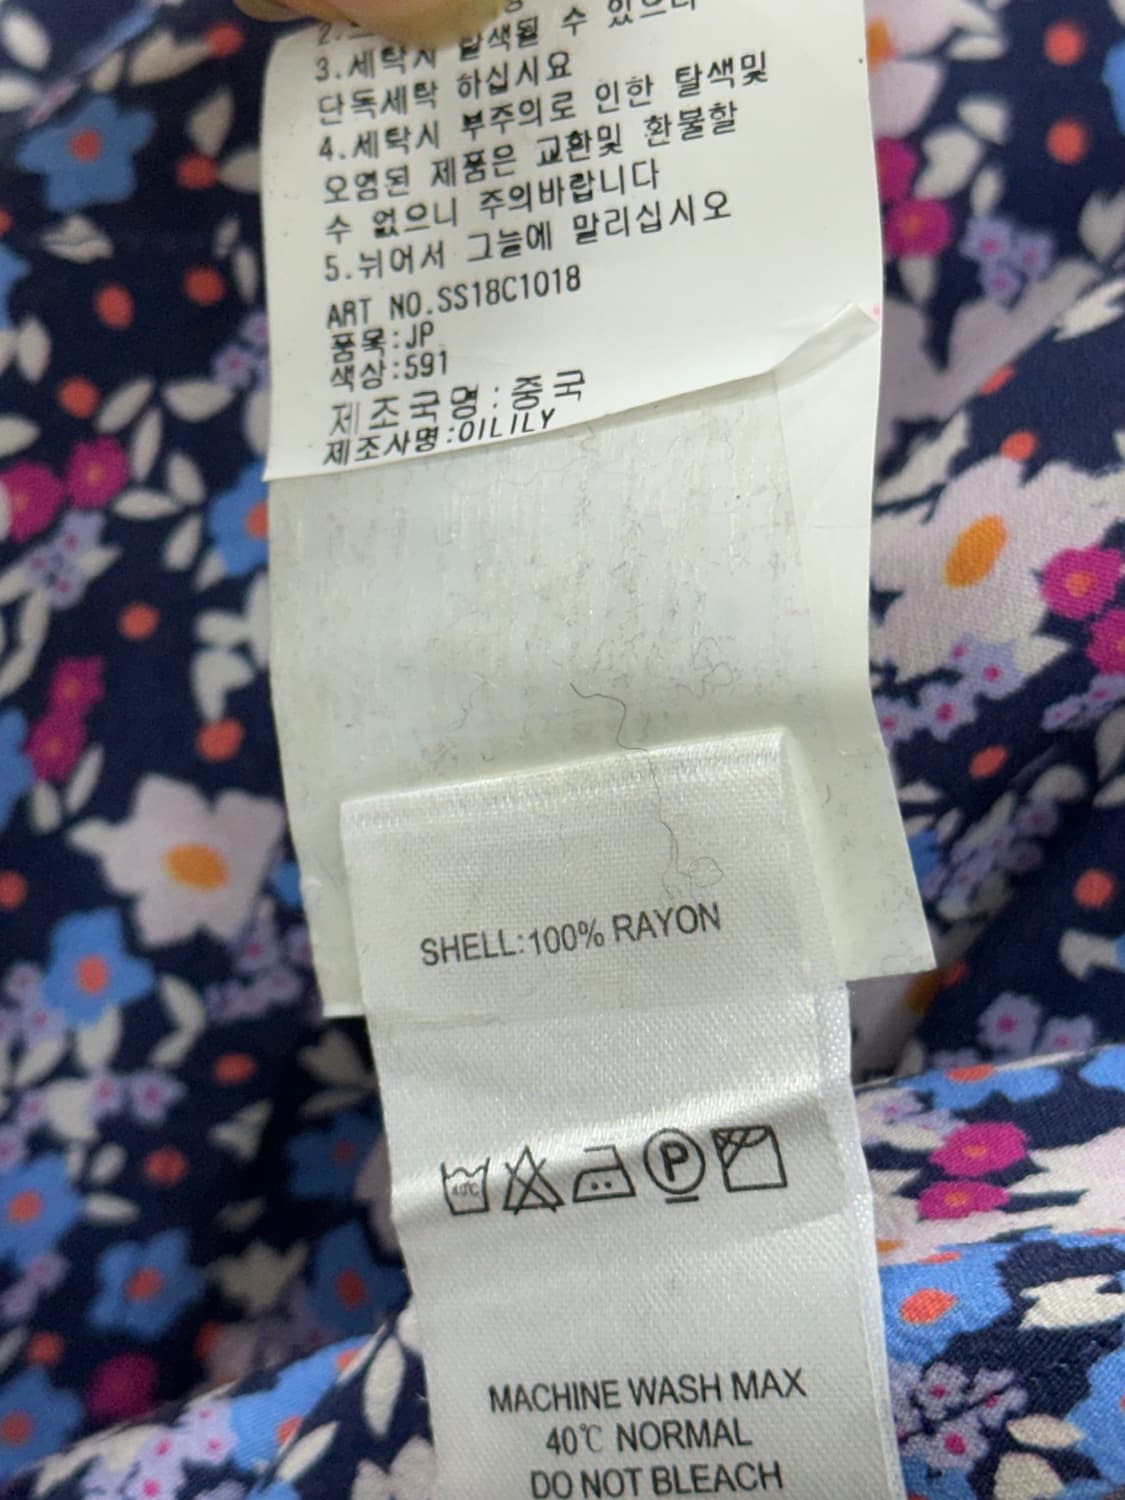 3.세탁시 탈색될 수 있으니
단독세탁 하십시요
4.세탁시 부주의로 인한 탈색및
오염된 제품은 교환및 환불할
수 없으니 주의바랍니다
5.뉘어서 그늘에 말리십시오
ART NO.SS18C1018
품목:JP
색상:591
제조국명:중국
제조사명:OILILY
SHELL:100% RAYON
40℃ P
MACHINE WASH MAX
40℃ NORMAL
DO NOT BLEACH